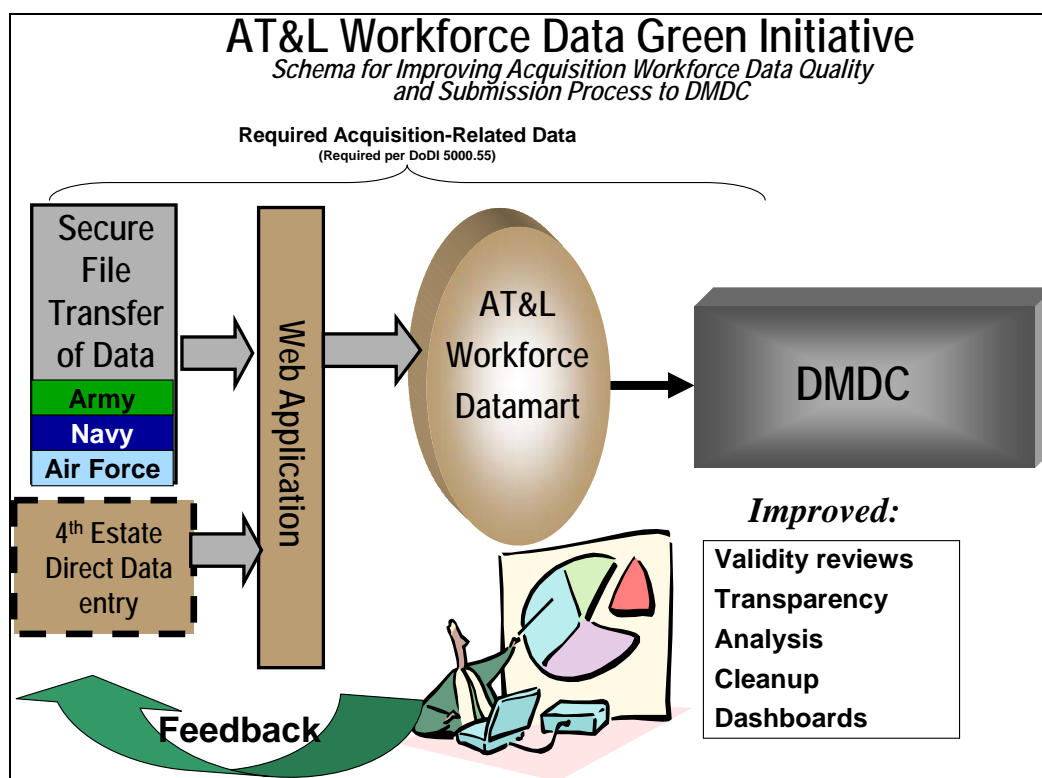 AT&L Workforce Data Green Initiative
Schema for Improving Acquisition Workforce Data Quality
and Submission Process to DMDC
Required Acquisition-Related Data
(Required per DoDI 5000.55)
Secure
File
Transfer
of Data
Army
Navy
Air Force
4th Estate
Direct Data
entry
Web Application
AT&L
Workforce
Datamart
DMDC
Improved:
Validity reviews
Transparency
Analysis
Cleanup
Dashboards
Feedback